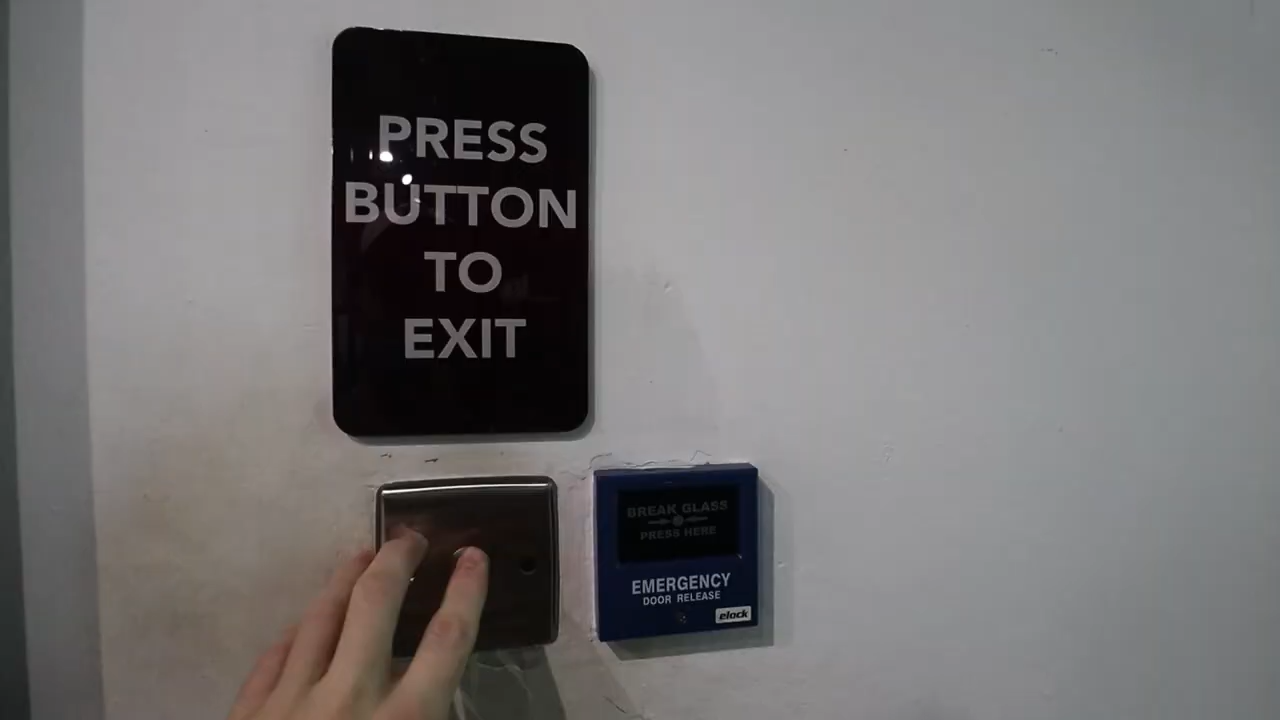 PRESS
BUTTON
TO
EXIT
BREAK GLASS
PRESS HERE
EMERGENCY
DOOR RELEASE
elock